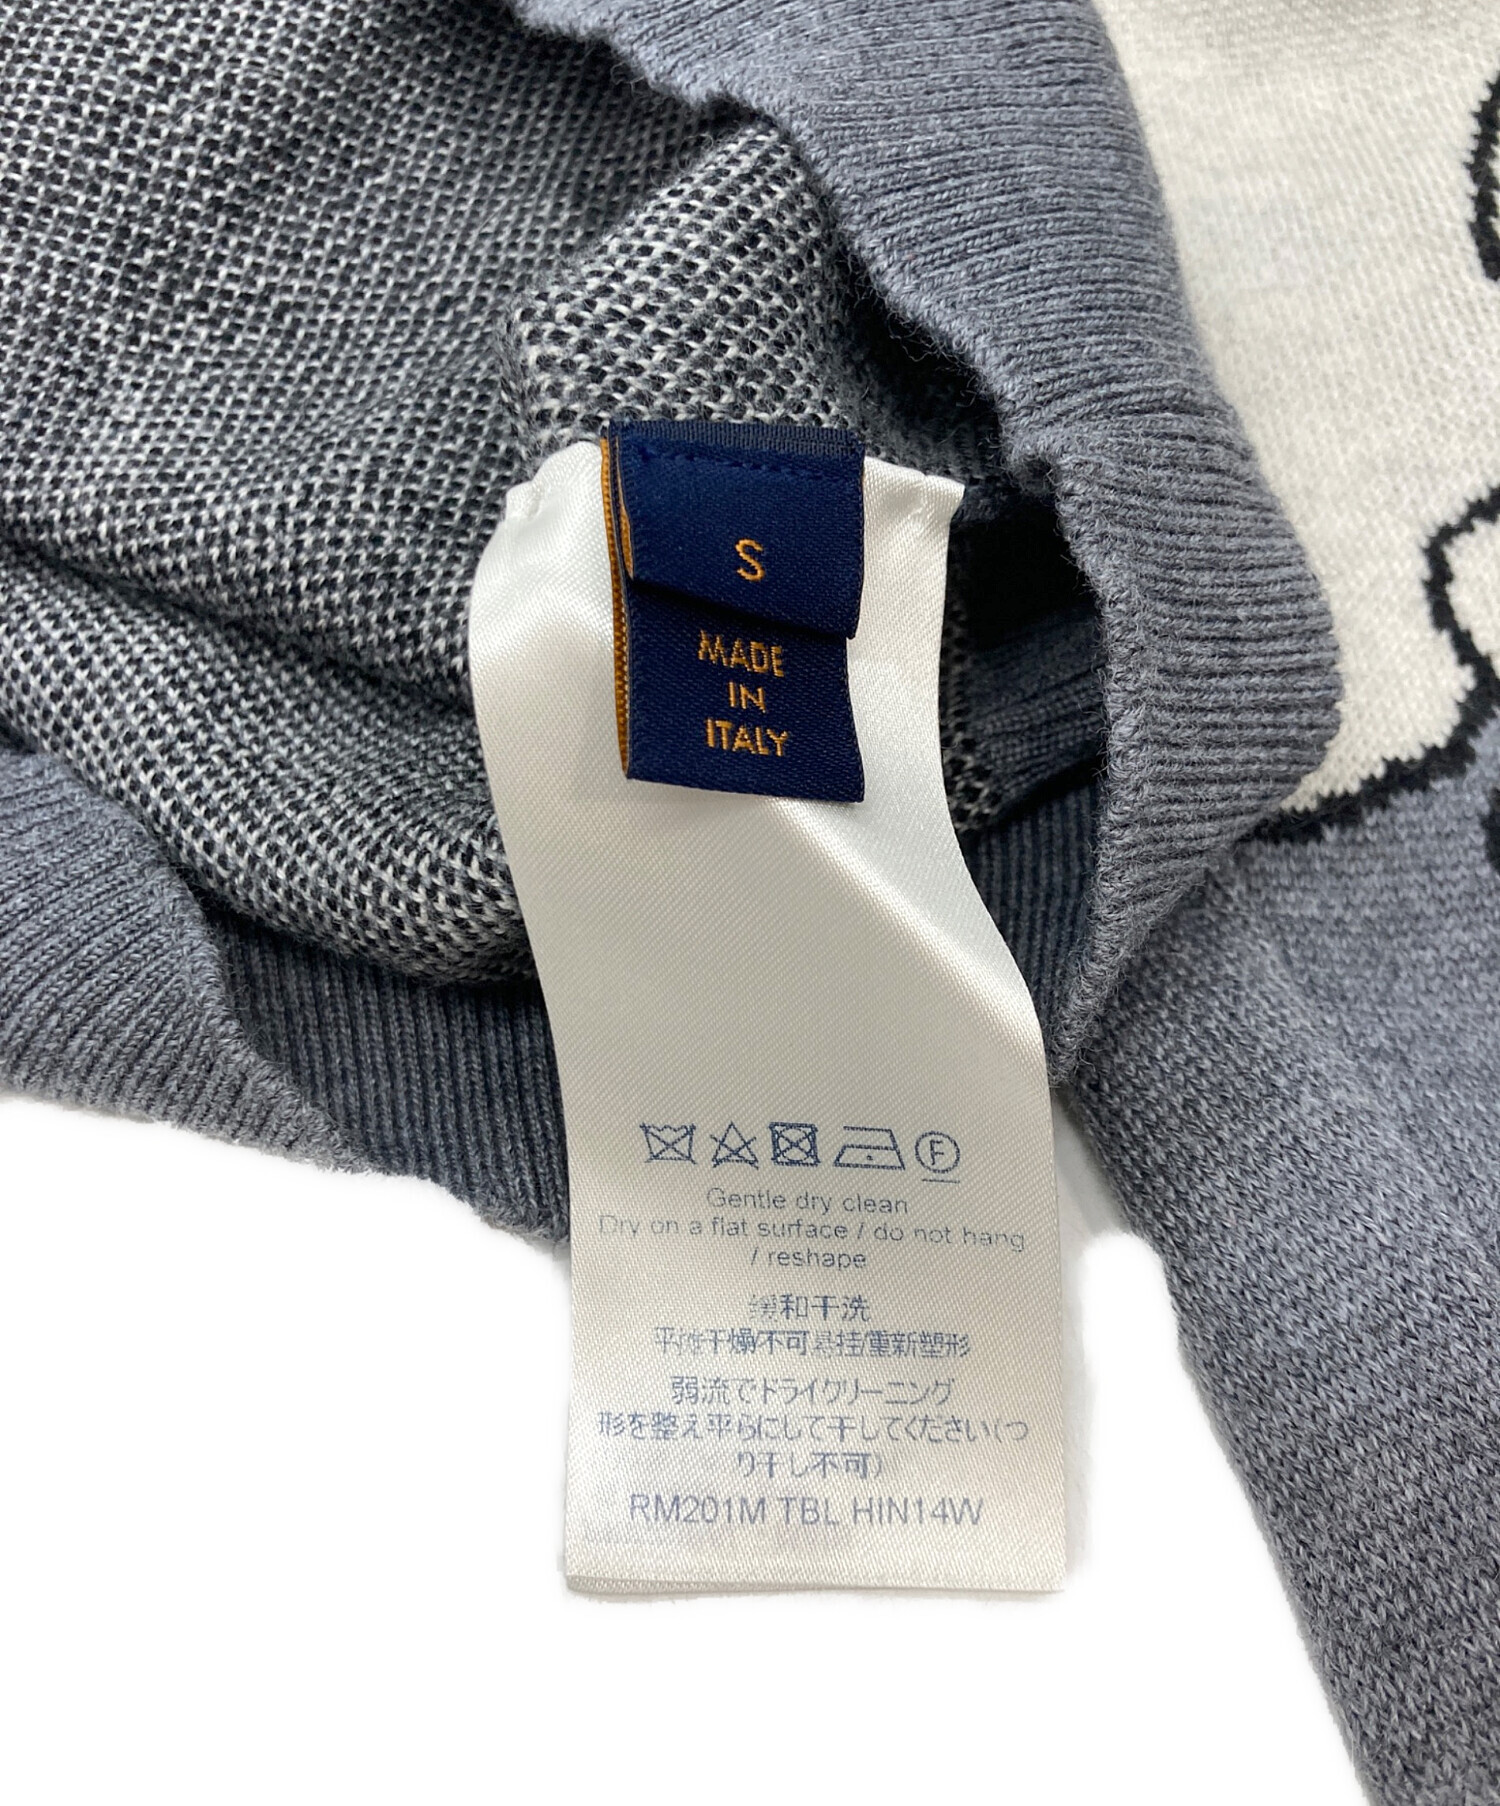 S
MADE
IN
ITALY
F
Gentle dry clean
Dry on a flat surface / do not hang
/ reshape
缓和干洗
平摊干燥/不可悬挂/重新塑形
弱流でドライクリーニング
形を整え平らにして干してください(つ
り干し不可)
RM201M TBL HIN14W